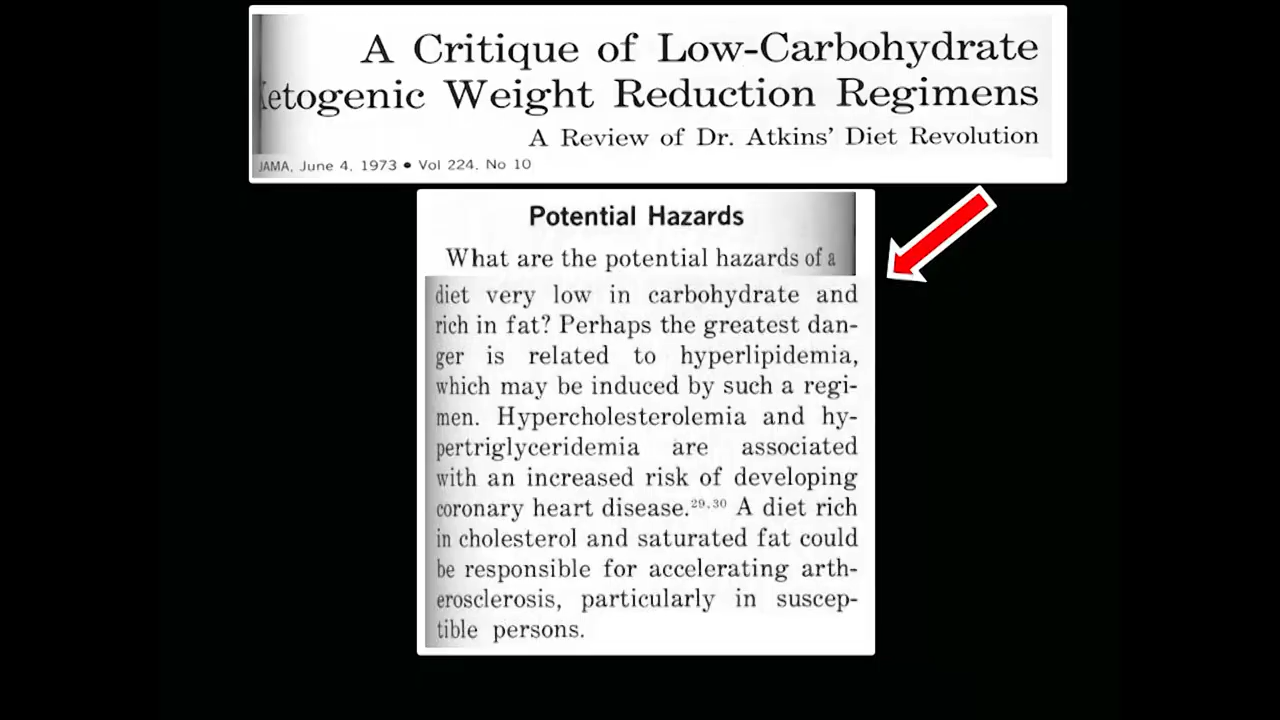 A Critique of Low-Carbohydrate
Ketogenic Weight Reduction Regimens
A Review of Dr. Atkins' Diet Revolution
JAMA, June 4, 1973 • Vol 224, No 10
Potential Hazards
What are the potential hazards of a
diet very low in carbohydrate and
rich in fat? Perhaps the greatest dan-
ger is related to hyperlipidemia,
which may be induced by such a regi-
men. Hypercholesterolemia and hy-
pertriglyceridemia are associated
with an increased risk of developing
coronary heart disease.29,30 A diet rich
in cholesterol and saturated fat could
be responsible for accelerating arth-
erosclerosis, particularly in suscep-
tible persons.